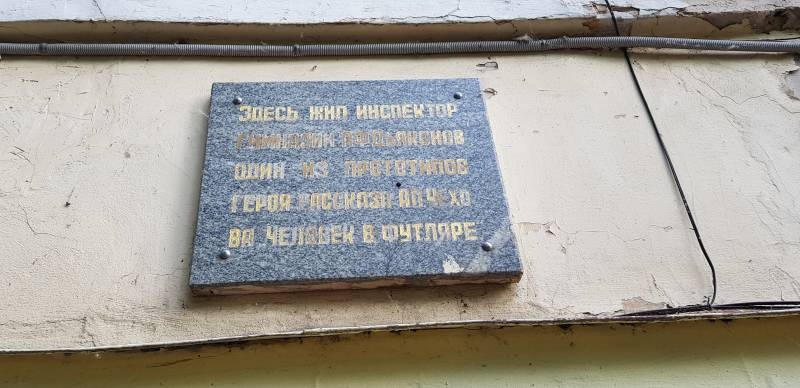 ЗДЕСЬ ЖИЛ ИНСПЕКТОР
ГИМНАЗИИ А.Ф.ДЬЯКОНОВ
ОДИН ИЗ ПРОТОТИПОВ
ГЕРОЯ РАССКАЗА А.П.ЧЕХО
ВА ЧЕЛОВЕК В ФУТЛЯРЕ